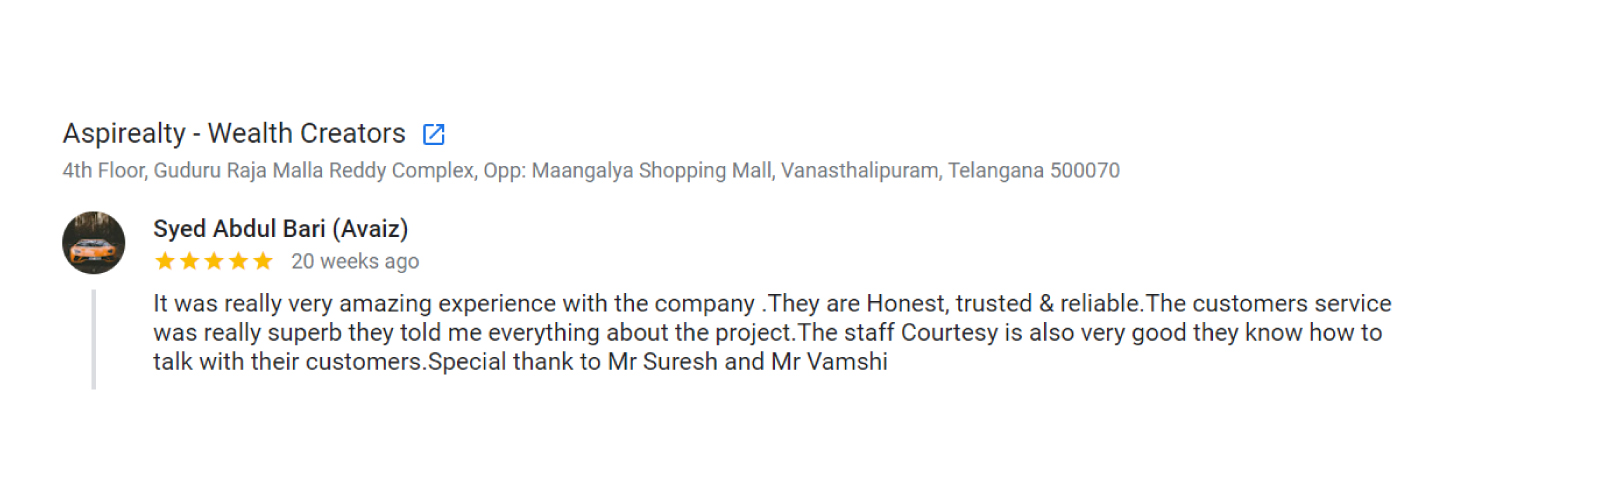 Aspirealty - Wealth Creators
4th Floor, Guduru Raja Malla Reddy Complex, Opp: Maangalya Shopping Mall, Vanasthalipuram, Telangana 500070
Syed Abdul Bari (Avaiz)
20 weeks ago
It was really very amazing experience with the company .They are Honest, trusted & reliable.The customers service
was really superb they told me everything about the project.The staff Courtesy is also very good they know how to
talk with their customers.Special thank to Mr Suresh and Mr Vamshi